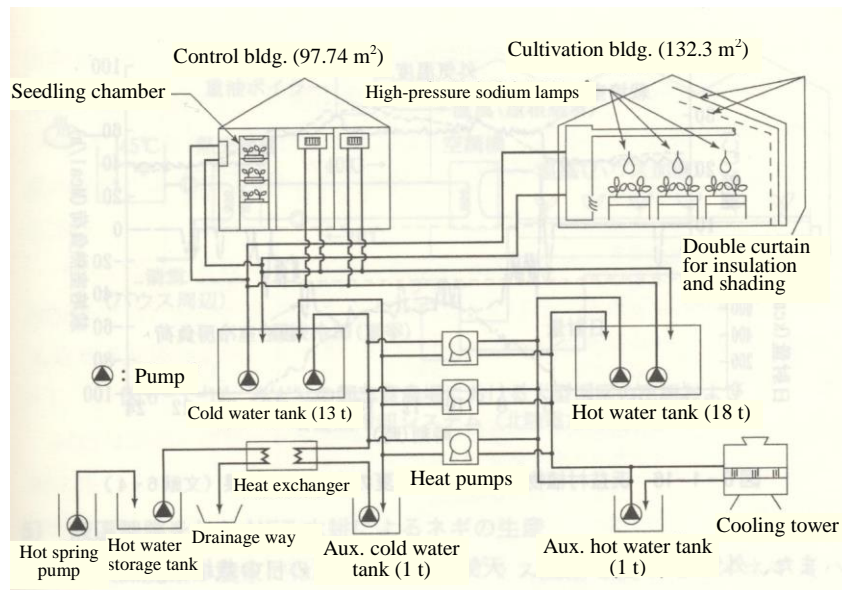 Control bldg. (97.74 m²)
Cultivation bldg. (132.3 m²)
Seedling chamber
High-pressure sodium lamps
Double curtain
for insulation
and shading
: Pump
Cold water tank (13 t)
Hot water tank (18 t)
Heat exchanger
Heat pumps
Cooling tower
Hot spring
pump
Hot water
storage tank
Drainage way
Aux. cold water
tank (1 t)
Aux. hot water tank
(1 t)